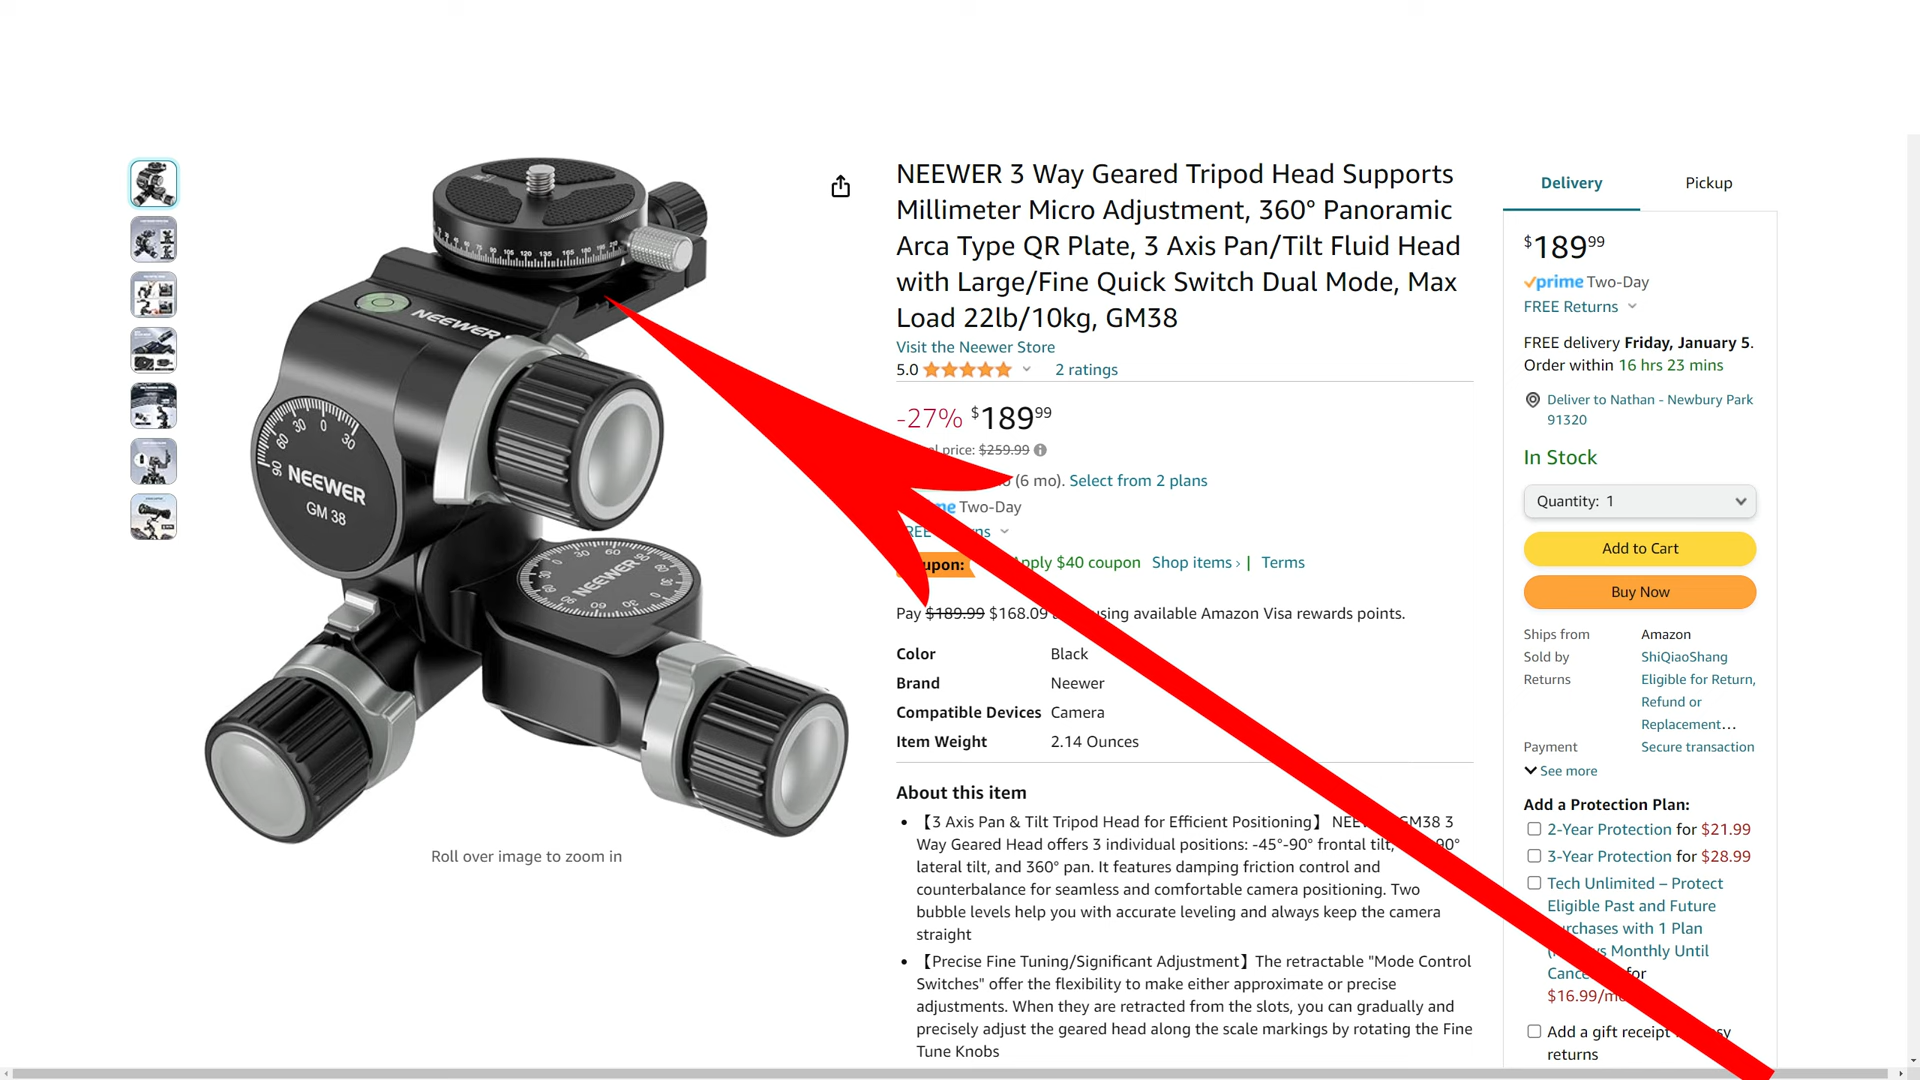 NEEWER
NEEWER
GM 38
NEEWER
Roll over image to zoom in
NEEWER 3 Way Geared Tripod Head Supports
Millimeter Micro Adjustment, 360° Panoramic
Arca Type QR Plate, 3 Axis Pan/Tilt Fluid Head
with Large/Fine Quick Switch Dual Mode, Max
Load 22lb/10kg, GM38
Visit the Neewer Store
5.0
2 ratings
-27% $189 99
price: $259.99
(6 mo). Select from 2 plans
Two-Day
coupon: Apply $40 coupon Shop items › | Terms
Pay $189.99 $168.09 using available Amazon Visa rewards points.
Color Black
Brand Neewer
Compatible Devices Camera
Item Weight 2.14 Ounces
About this item
• 【3 Axis Pan & Tilt Tripod Head for Efficient Positioning】 GM38 3
Way Geared Head offers 3 individual positions: -45°-90° frontal tilt,
lateral tilt, and 360° pan. It features damping friction control and
counterbalance for seamless and comfortable camera positioning. Two
bubble levels help you with accurate leveling and always keep the camera
straight
• 【Precise Fine Tuning/Significant Adjustment】The retractable "Mode Control
Switches" offer the flexibility to make either approximate or precise
adjustments. When they are retracted from the slots, you can gradually and
precisely adjust the geared head along the scale markings by rotating the Fine
Tune Knobs
Delivery Pickup
$189 99
prime Two-Day
FREE Returns
FREE delivery Friday, January 5.
Order within 16 hrs 23 mins
Deliver to Nathan - Newbury Park
91320
In Stock
Quantity: 1
Add to Cart
Buy Now
Ships from Amazon
Sold by ShiQiaoShang
Returns Eligible for Return,
Refund or
Replacement…
Payment Secure transaction
See more
Add a Protection Plan:
2-Year Protection for $21.99
3-Year Protection for $28.99
Tech Unlimited – Protect
Eligible Past and Future
Purchases with 1 Plan
Monthly Until
for
$16.99/mo
Add a gift receipt
returns